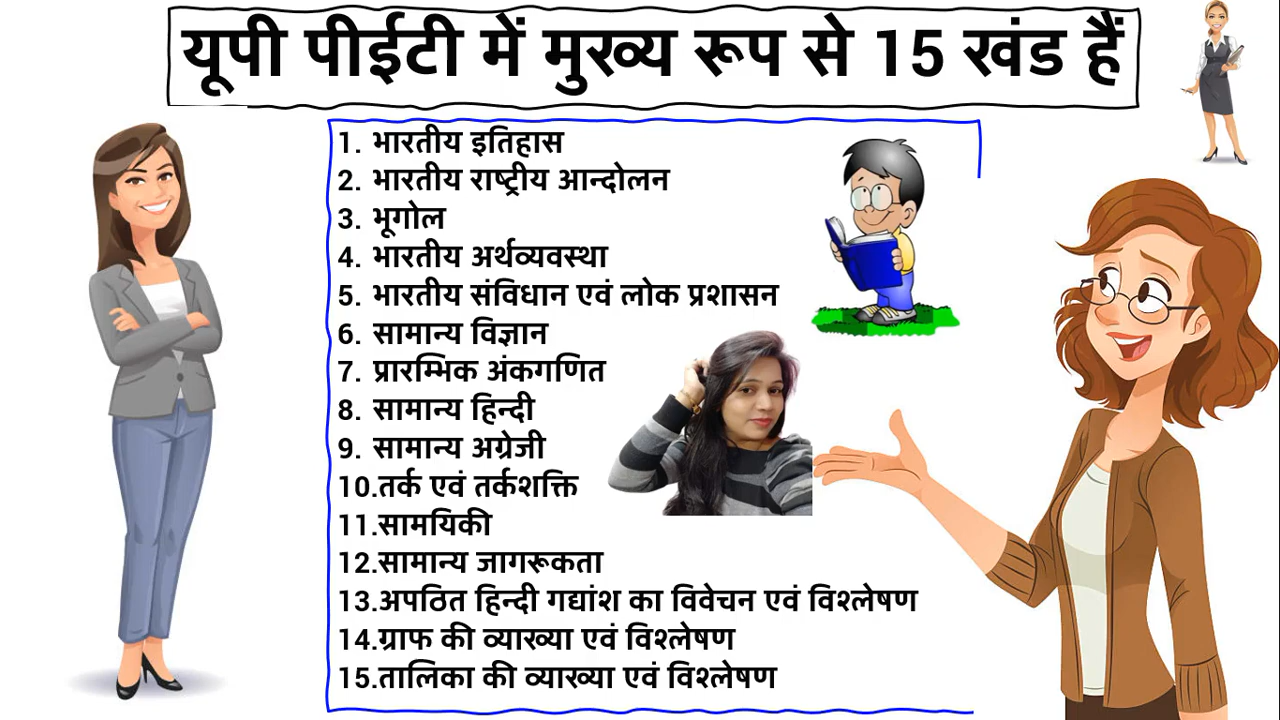 यूपी पीईटी में मुख्य रूप से 15 खंड हैं
1. भारतीय इतिहास
2. भारतीय राष्ट्रीय आन्दोलन
3. भूगोल
4. भारतीय अर्थव्यवस्था
5. भारतीय संविधान एवं लोक प्रशासन
6. सामान्य विज्ञान
7. प्रारम्भिक अंकगणित
8. सामान्य हिन्दी
9. सामान्य अग्रेजी
10.तर्क एवं तर्कशक्ति
11.सामयिकी
12.सामान्य जागरूकता
13.अपठित हिन्दी गद्यांश का विवेचन एवं विश्लेषण
14.ग्राफ की व्याख्या एवं विश्लेषण
15.तालिका की व्याख्या एवं विश्लेषण